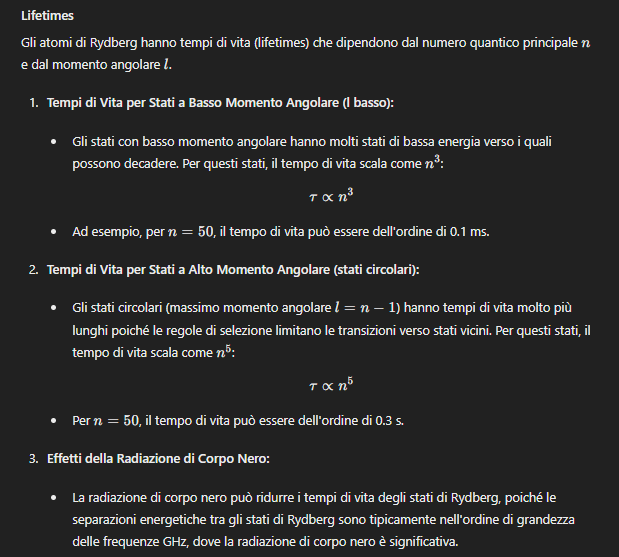 Lifetimes
Gli atomi di Rydberg hanno tempi di vita (lifetimes) che dipendono dal numero quantico principale n
e dal momento angolare l.
1. Tempi di Vita per Stati a Basso Momento Angolare (l basso):
• Gli stati con basso momento angolare hanno molti stati di bassa energia verso i quali
possono decadere. Per questi stati, il tempo di vita scala come n³:
τ ∝ n³
• Ad esempio, per n = 50, il tempo di vita può essere dell'ordine di 0.1 ms.
2. Tempi di Vita per Stati a Alto Momento Angolare (stati circolari):
• Gli stati circolari (massimo momento angolare l = n − 1) hanno tempi di vita molto più
lunghi poiché le regole di selezione limitano le transizioni verso stati vicini. Per questi stati, il
tempo di vita scala come n⁵:
τ ∝ n⁵
• Per n = 50, il tempo di vita può essere dell'ordine di 0.3 s.
3. Effetti della Radiazione di Corpo Nero:
• La radiazione di corpo nero può ridurre i tempi di vita degli stati di Rydberg, poiché le
separazioni energetiche tra gli stati di Rydberg sono tipicamente nell'ordine di grandezza
delle frequenze GHz, dove la radiazione di corpo nero è significativa.